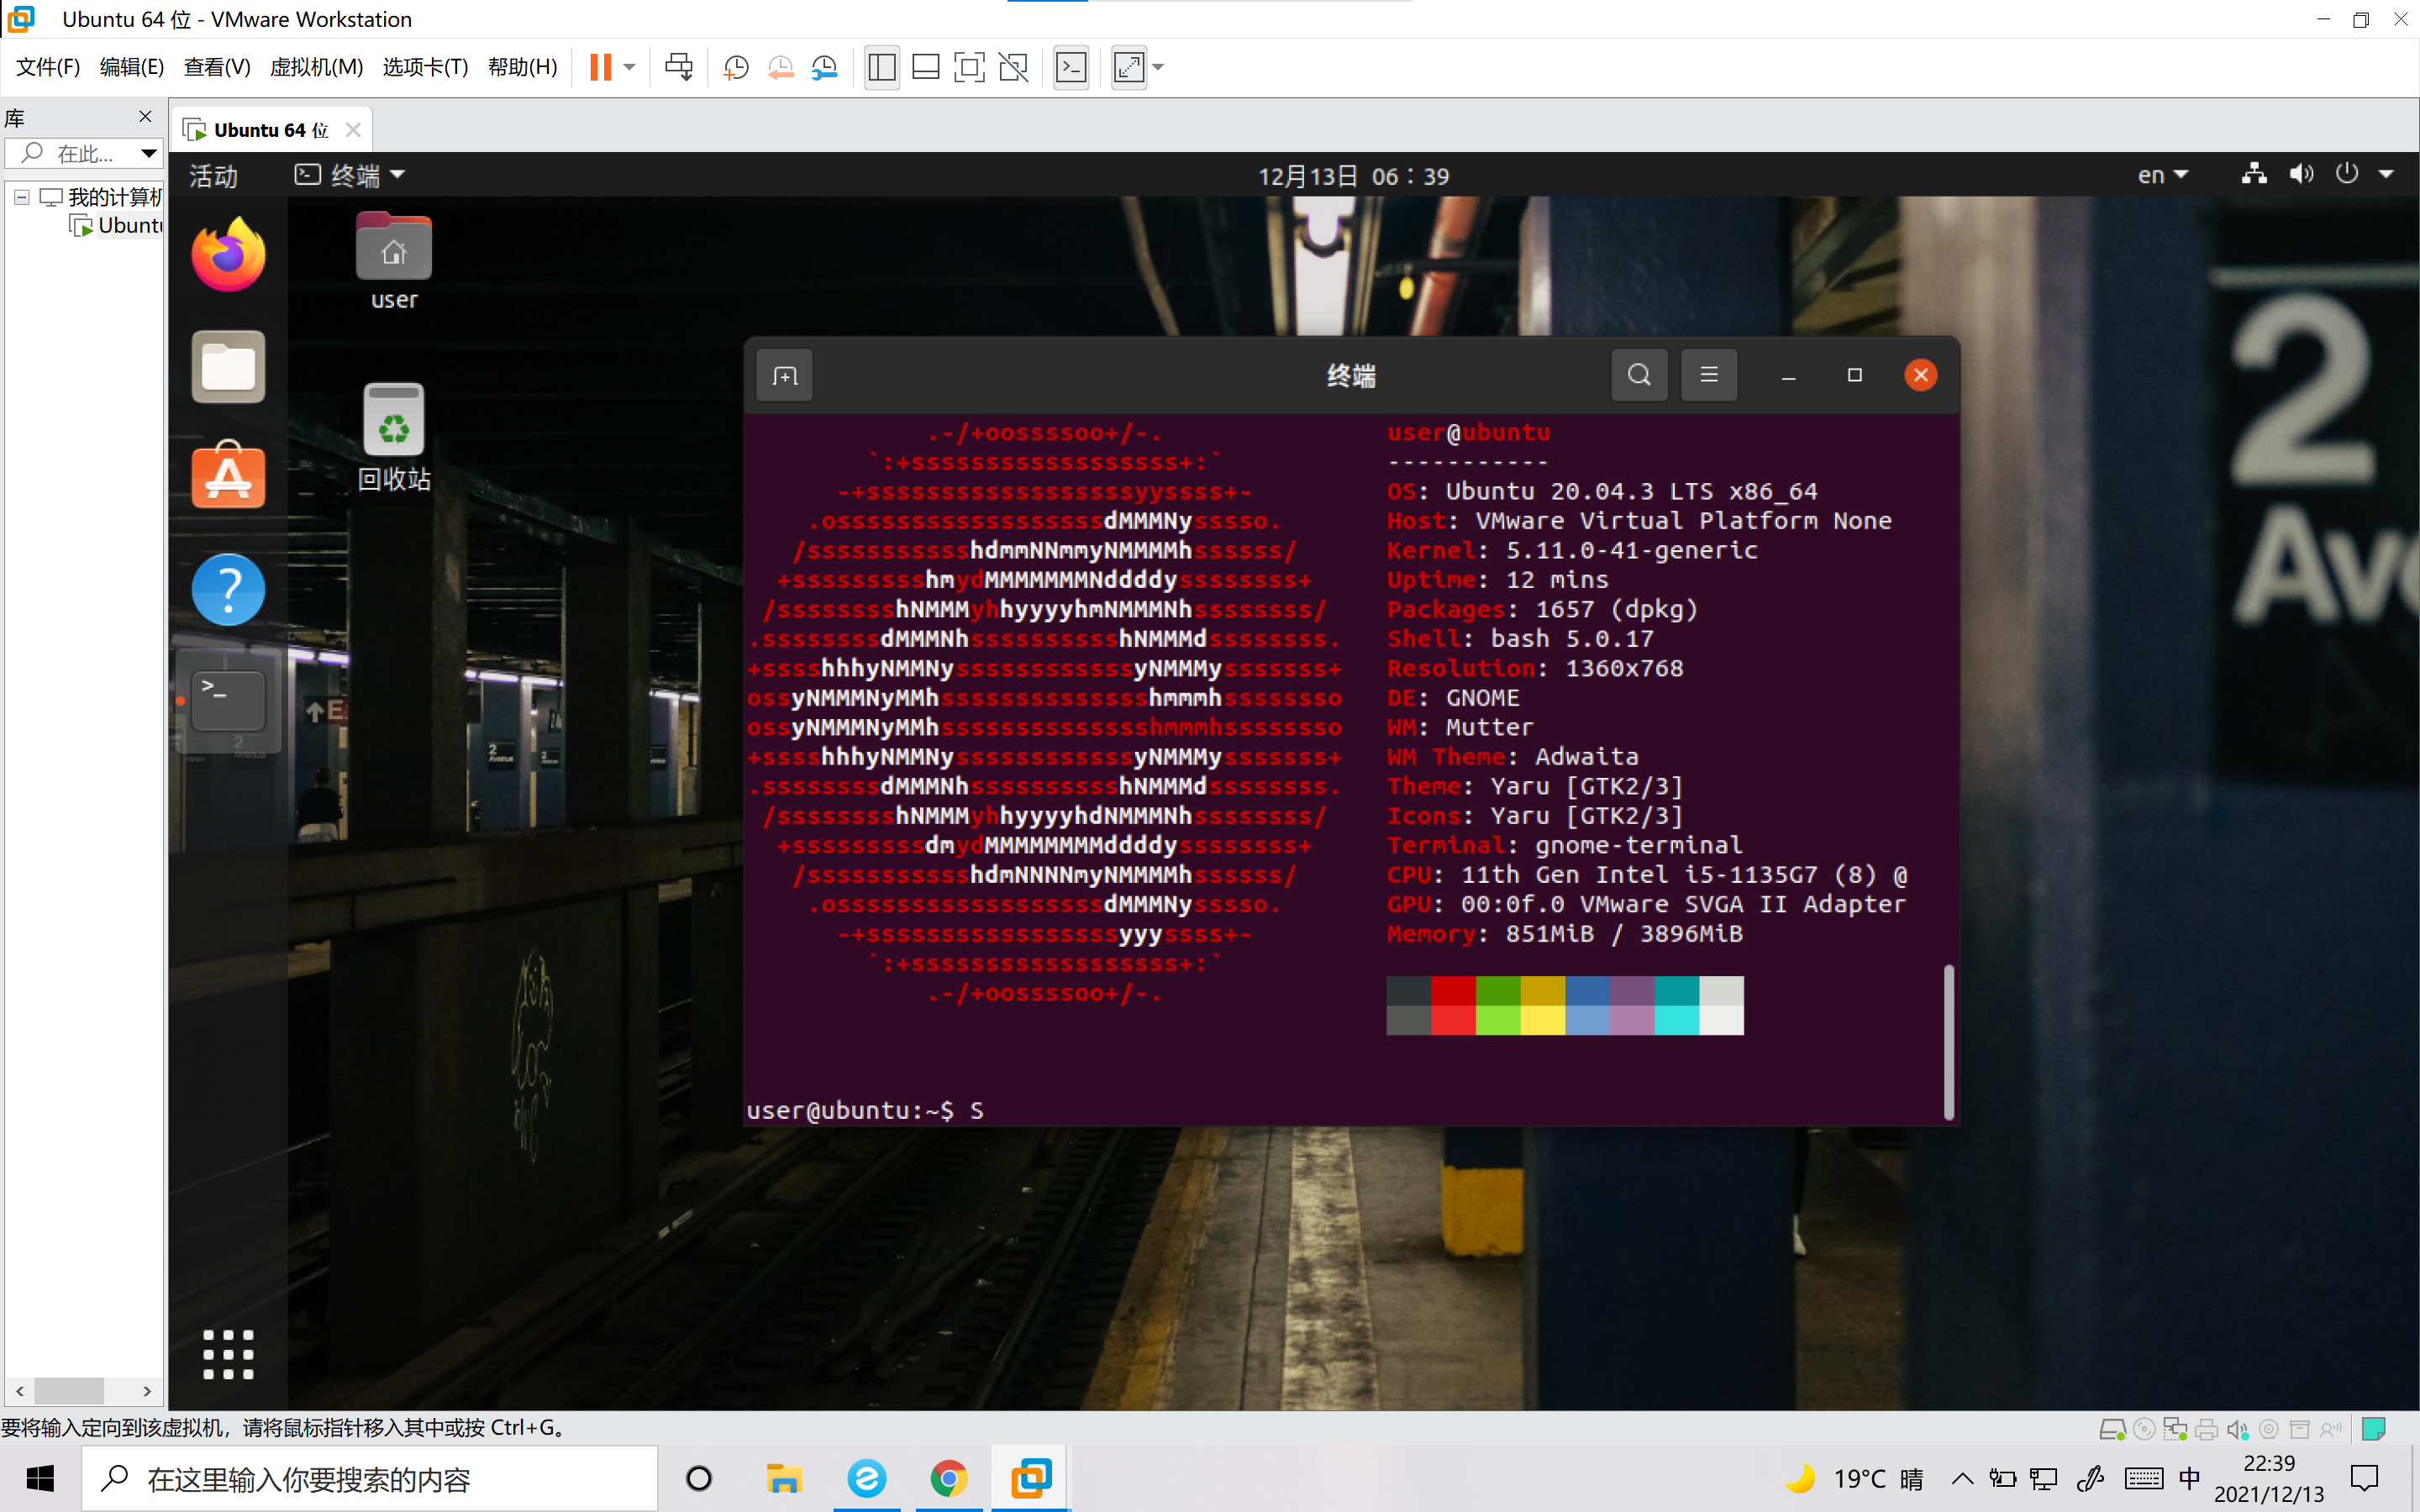 Ubuntu 64 位 - VMware Workstation
文件(F) 编辑(E) 查看(V) 虚拟机(M) 选项卡(T) 帮助(H)
库
在此...
我的计算机
Ubuntu 64 位
活动 终端 12月13日 06：39 en
user
回收站
终端
.-/+oossssoo+/-.
`:+ssssssssssssssssss+:`
-+ssssssssssssssssssyyssss+-
.ossssssssssssssssssdMMMNysssso.
/ssssssssssshdmmNNmmyNMMMMhssssss/
+ssssssssshmydMMMMMMMNddddyssssssss+
/sssssssshNMMMyhhyyyyhmNMMMNhssssssss/
.ssssssssdMMMNhsssssssssshNMMMdssssssss.
+sssshhhyNMMNyssssssssssssyNMMMysssssss+
ossyNMMMNyMMhsssssssssssssshmmmhssssssso
ossyNMMMNyMMhsssssssssssssshmmmhssssssso
+sssshhhyNMMNyssssssssssssyNMMMysssssss+
.ssssssssdMMMNhsssssssssshNMMMdssssssss.
/sssssssshNMMMyhhyyyyhdNMMMNhssssssss/
+sssssssssdmydMMMMMMMMddddyssssssss+
/ssssssssssshdmNNNNmyNMMMMhssssss/
.ossssssssssssssssssdMMMNysssso.
-+sssssssssssssssssyyyssss+-
`:+ssssssssssssssssss+:`
.-/+oossssoo+/-.
user@ubuntu
-----------
OS: Ubuntu 20.04.3 LTS x86_64
Host: VMware Virtual Platform None
Kernel: 5.11.0-41-generic
Uptime: 12 mins
Packages: 1657 (dpkg)
Shell: bash 5.0.17
Resolution: 1360x768
DE: GNOME
WM: Mutter
WM Theme: Adwaita
Theme: Yaru [GTK2/3]
Icons: Yaru [GTK2/3]
Terminal: gnome-terminal
CPU: 11th Gen Intel i5-1135G7 (8) @
GPU: 00:0f.0 VMware SVGA II Adapter
Memory: 851MiB / 3896MiB
user@ubuntu:~$ S
2
Av
2
Avenue
要将输入定向到该虚拟机，请将鼠标指针移入其中或按 Ctrl+G。
在这里输入你要搜索的内容
19°C 晴
中
22:39
2021/12/13